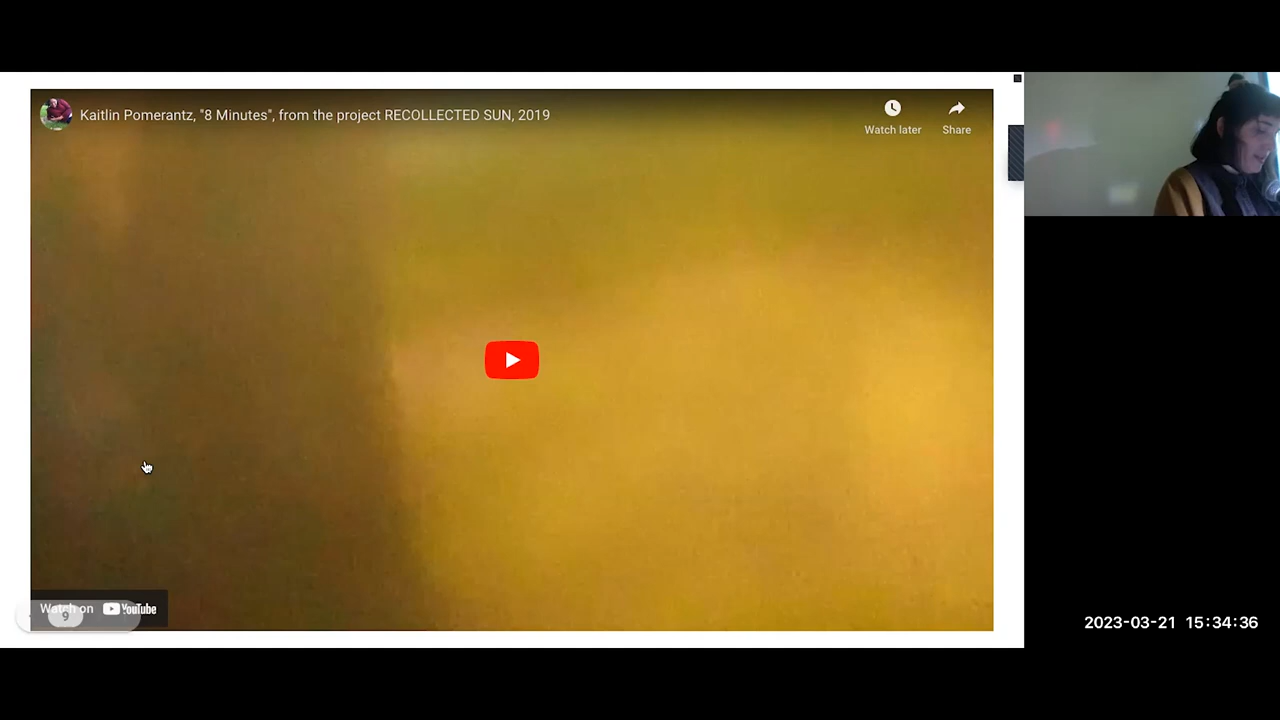 Kaitlin Pomerantz, "8 Minutes", from the project RECOLLECTED SUN, 2019
Watch later
Share
Watch on YouTube
9
2023-03-21 15:34:36